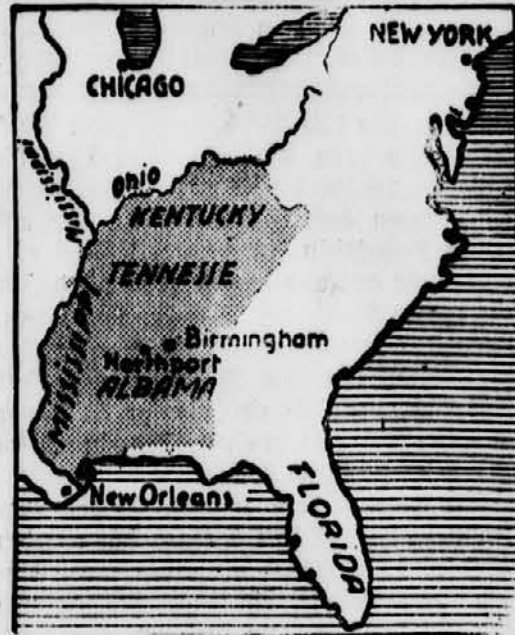 NEW YORK
CHICAGO
Mississippi
Ohio
KENTUCKY
TENNESSE
MISSISSIPPI
Birmingham
Northport
ALBAMA
New Orleans
FLORIDA